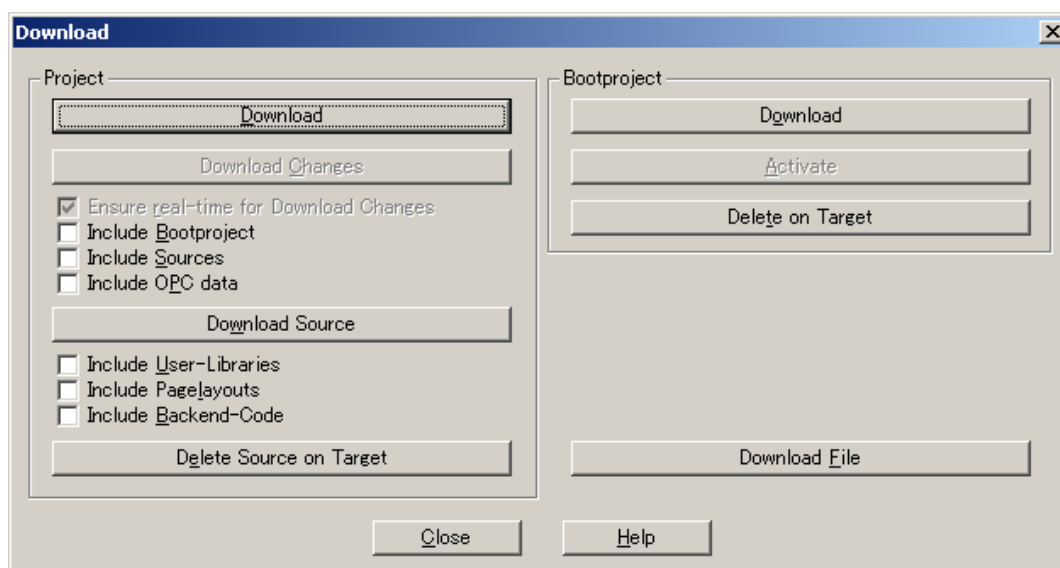 Download
Project
Download
Download Changes
Ensure real-time for Download Changes
Include Bootproject
Include Sources
Include OPC data
Download Source
Include User-Libraries
Include Pagelayouts
Include Backend-Code
Delete Source on Target
Bootproject
Download
Activate
Delete on Target
Download File
Close
Help